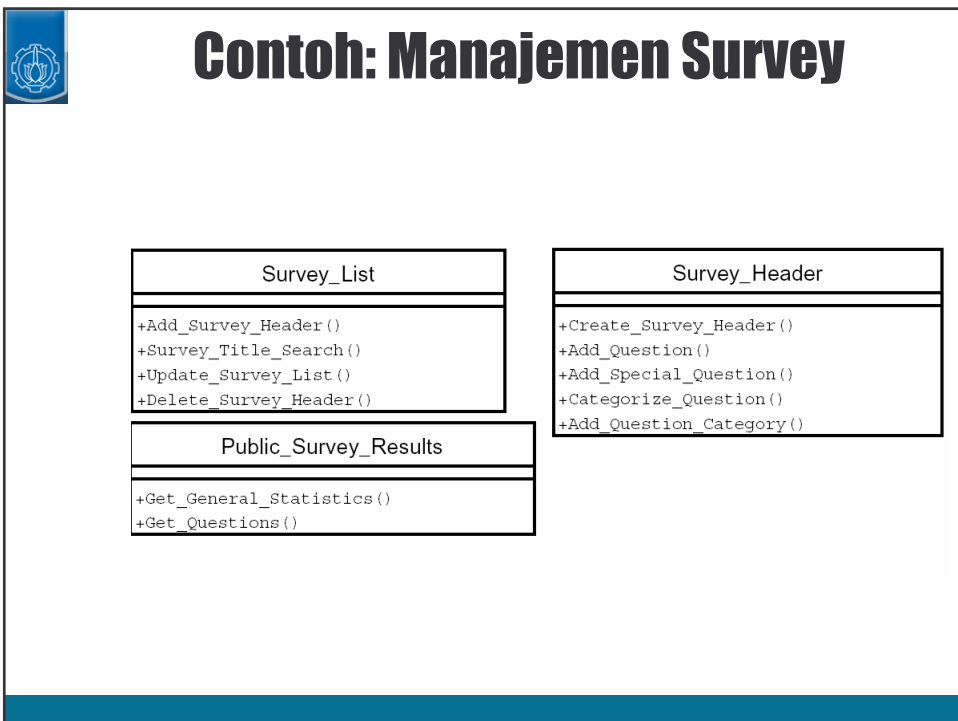 Contoh: Manajemen Survey
Survey_List
+Add_Survey_Header()
+Survey_Title_Search()
+Update_Survey_List()
+Delete_Survey_Header()
Survey_Header
+Create_Survey_Header()
+Add_Question()
+Add_Special_Question()
+Categorize_Question()
+Add_Question_Category()
Public_Survey_Results
+Get_General_Statistics()
+Get_Questions()